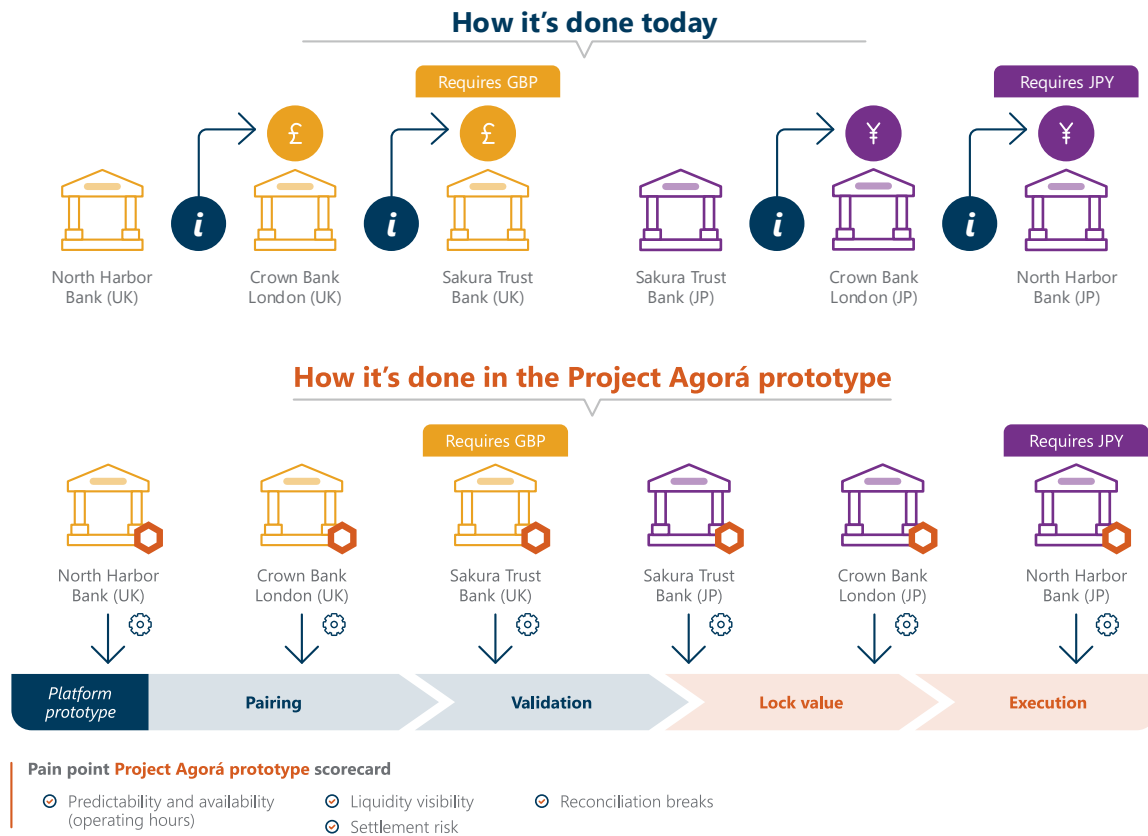 How it's done today
Requires GBP
Requires JPY
£
£
¥
¥
i
i
i
i
North Harbor
Bank (UK)
Crown Bank
London (UK)
Sakura Trust
Bank (UK)
Sakura Trust
Bank (JP)
Crown Bank
London (JP)
North Harbor
Bank (JP)
How it's done in the Project Agorá prototype
Requires GBP
Requires JPY
North Harbor
Bank (UK)
Crown Bank
London (UK)
Sakura Trust
Bank (UK)
Sakura Trust
Bank (JP)
Crown Bank
London (JP)
North Harbor
Bank (JP)
Platform
prototype
Pairing
Validation
Lock value
Execution
Pain point Project Agorá prototype scorecard
Predictability and availability
(operating hours)
Liquidity visibility
Settlement risk
Reconciliation breaks